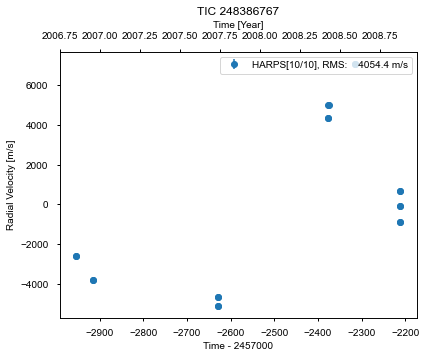 TIC 248386767
Time [Year]
2006.75 2007.00 2007.25 2007.50 2007.75 2008.00 2008.25 2008.50 2008.75
HARPS[10/10], RMS: 4054.4 m/s
6000
4000
2000
0
−2000
−4000
Radial Velocity [m/s]
−2900 −2800 −2700 −2600 −2500 −2400 −2300 −2200
Time - 2457000